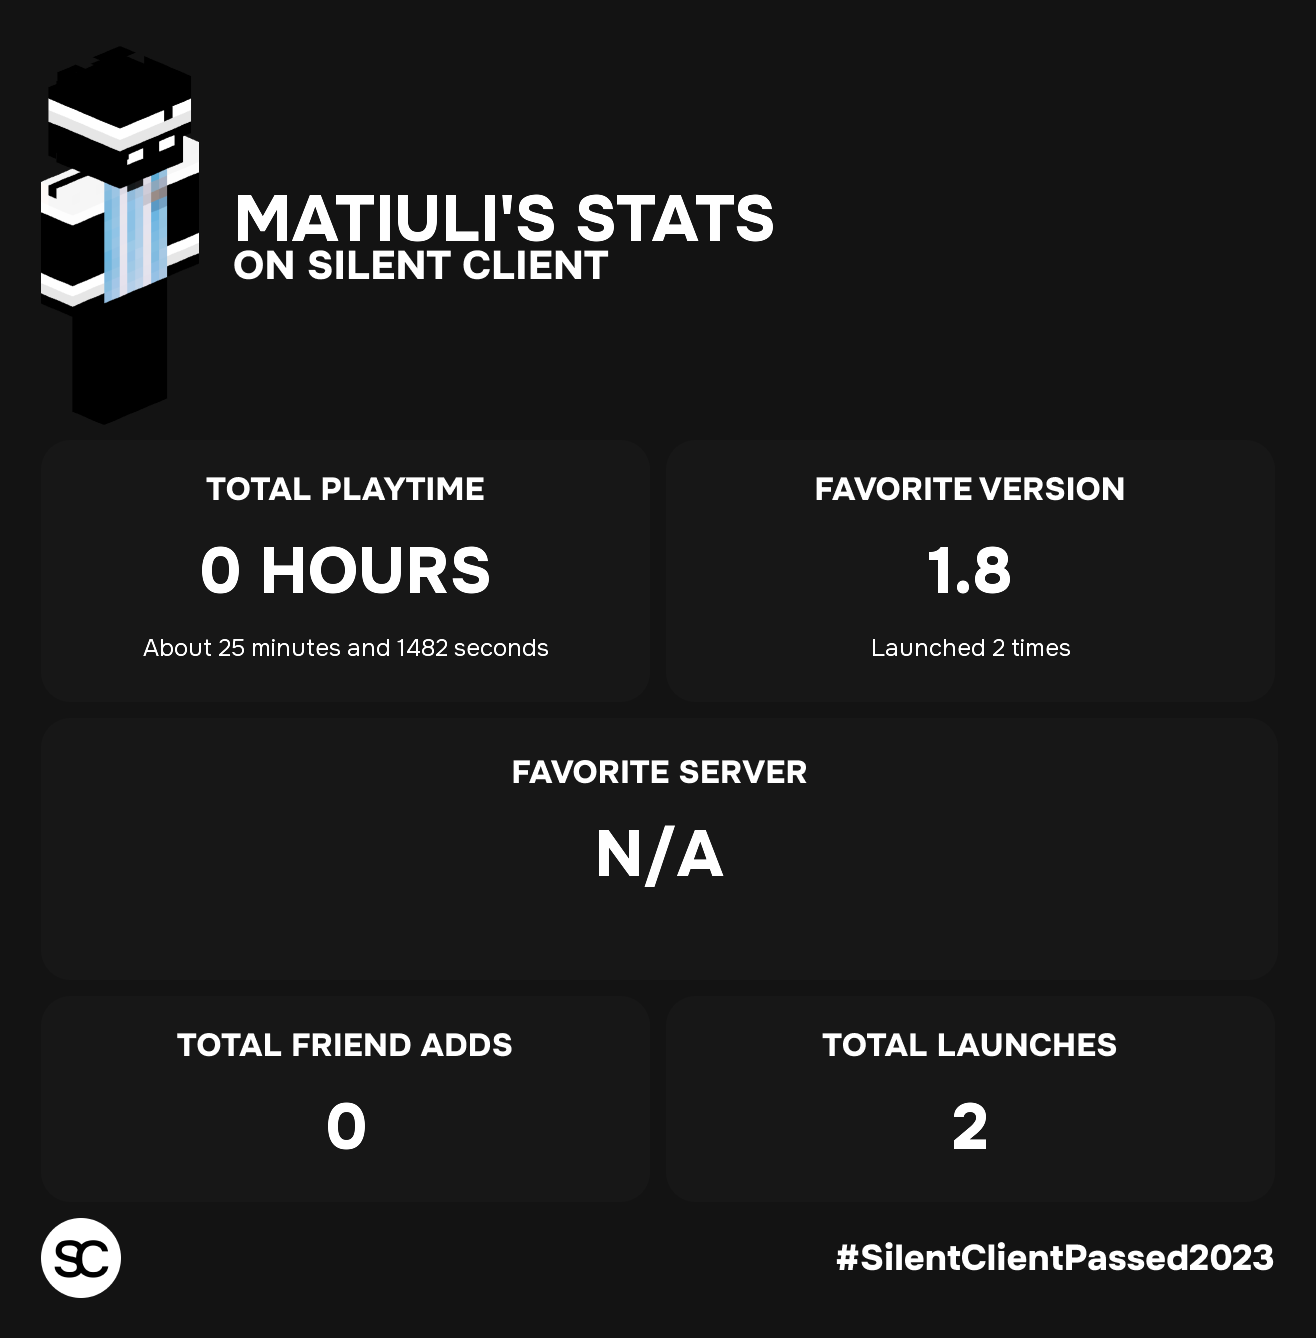 MATIULI'S STATS
ON SILENT CLIENT
TOTAL PLAYTIME
0 HOURS
About 25 minutes and 1482 seconds
FAVORITE VERSION
1.8
Launched 2 times
FAVORITE SERVER
N/A
TOTAL FRIEND ADDS
0
TOTAL LAUNCHES
2
SC
#SilentClientPassed2023